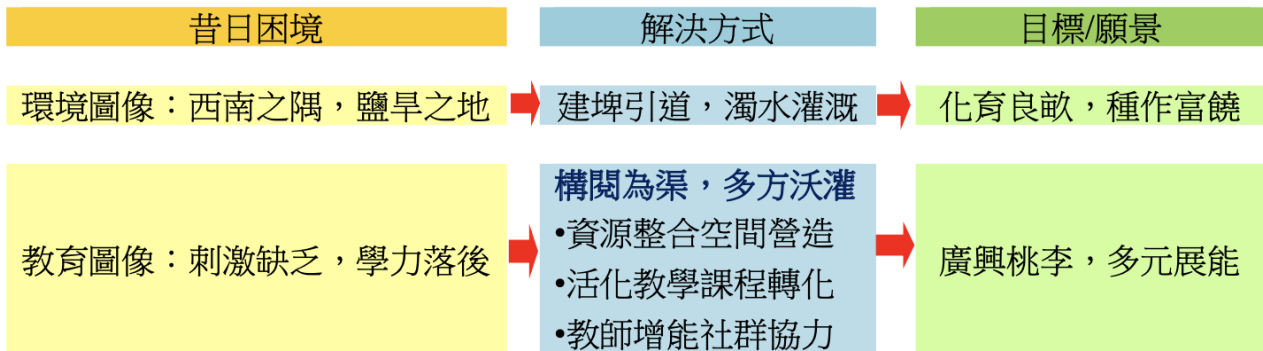 昔日困境
解決方式
目標/願景
環境圖像：西南之隅，鹽旱之地
建埤引道，濁水灌溉
化育良畝，種作富饒
教育圖像：刺激缺乏，學力落後
構閱為渠，多方沃灌
•資源整合空間營造
•活化教學課程轉化
•教師增能社群協力
廣興桃李，多元展能